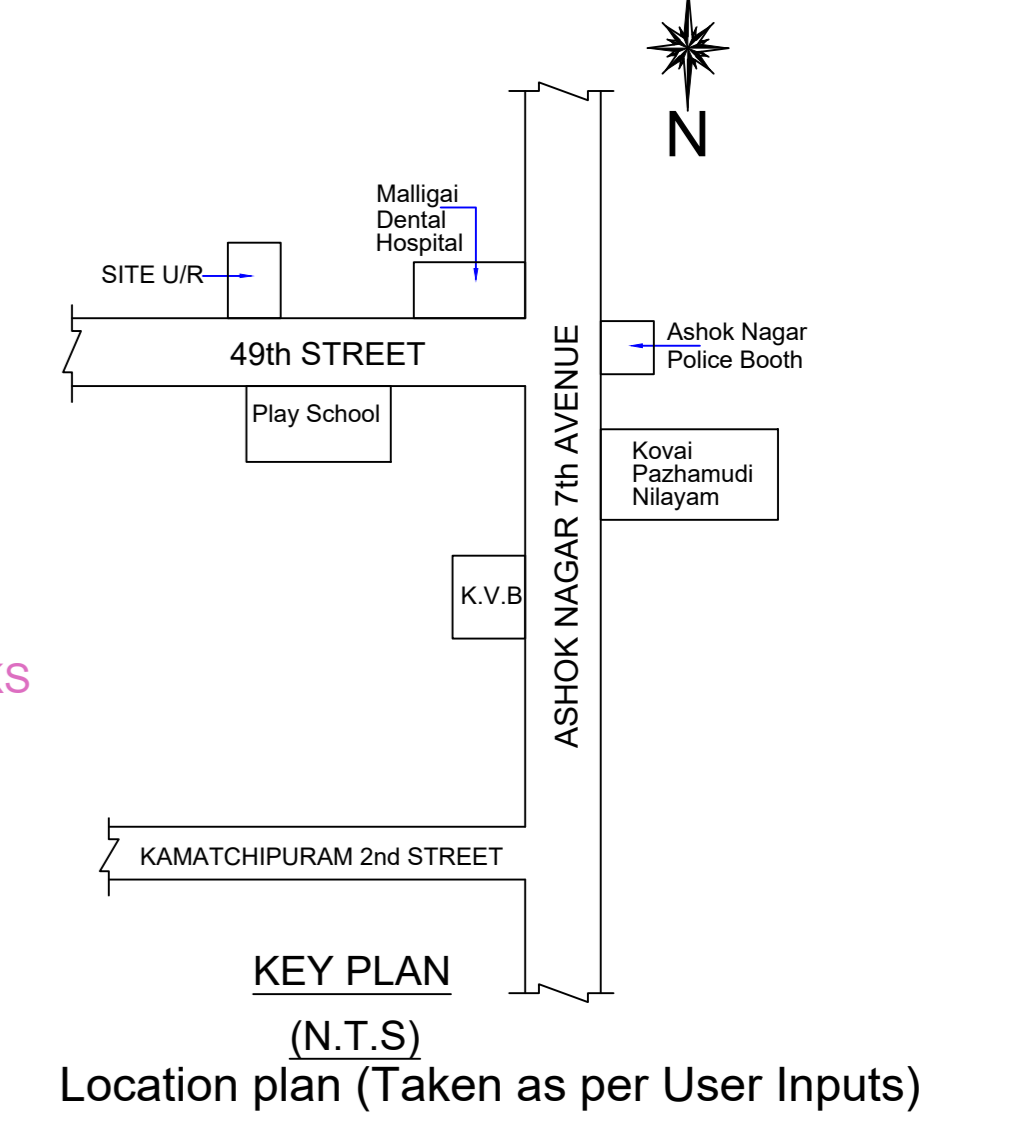 N
Malligai
Dental
Hospital
SITE U/R
49th STREET
Ashok Nagar
Police Booth
Play School
ASHOK NAGAR 7th AVENUE
Kovai
Pazhamudi
Nilayam
K.V.B
KS
KAMATCHIPURAM 2nd STREET
KEY PLAN
(N.T.S)
Location plan (Taken as per User Inputs)